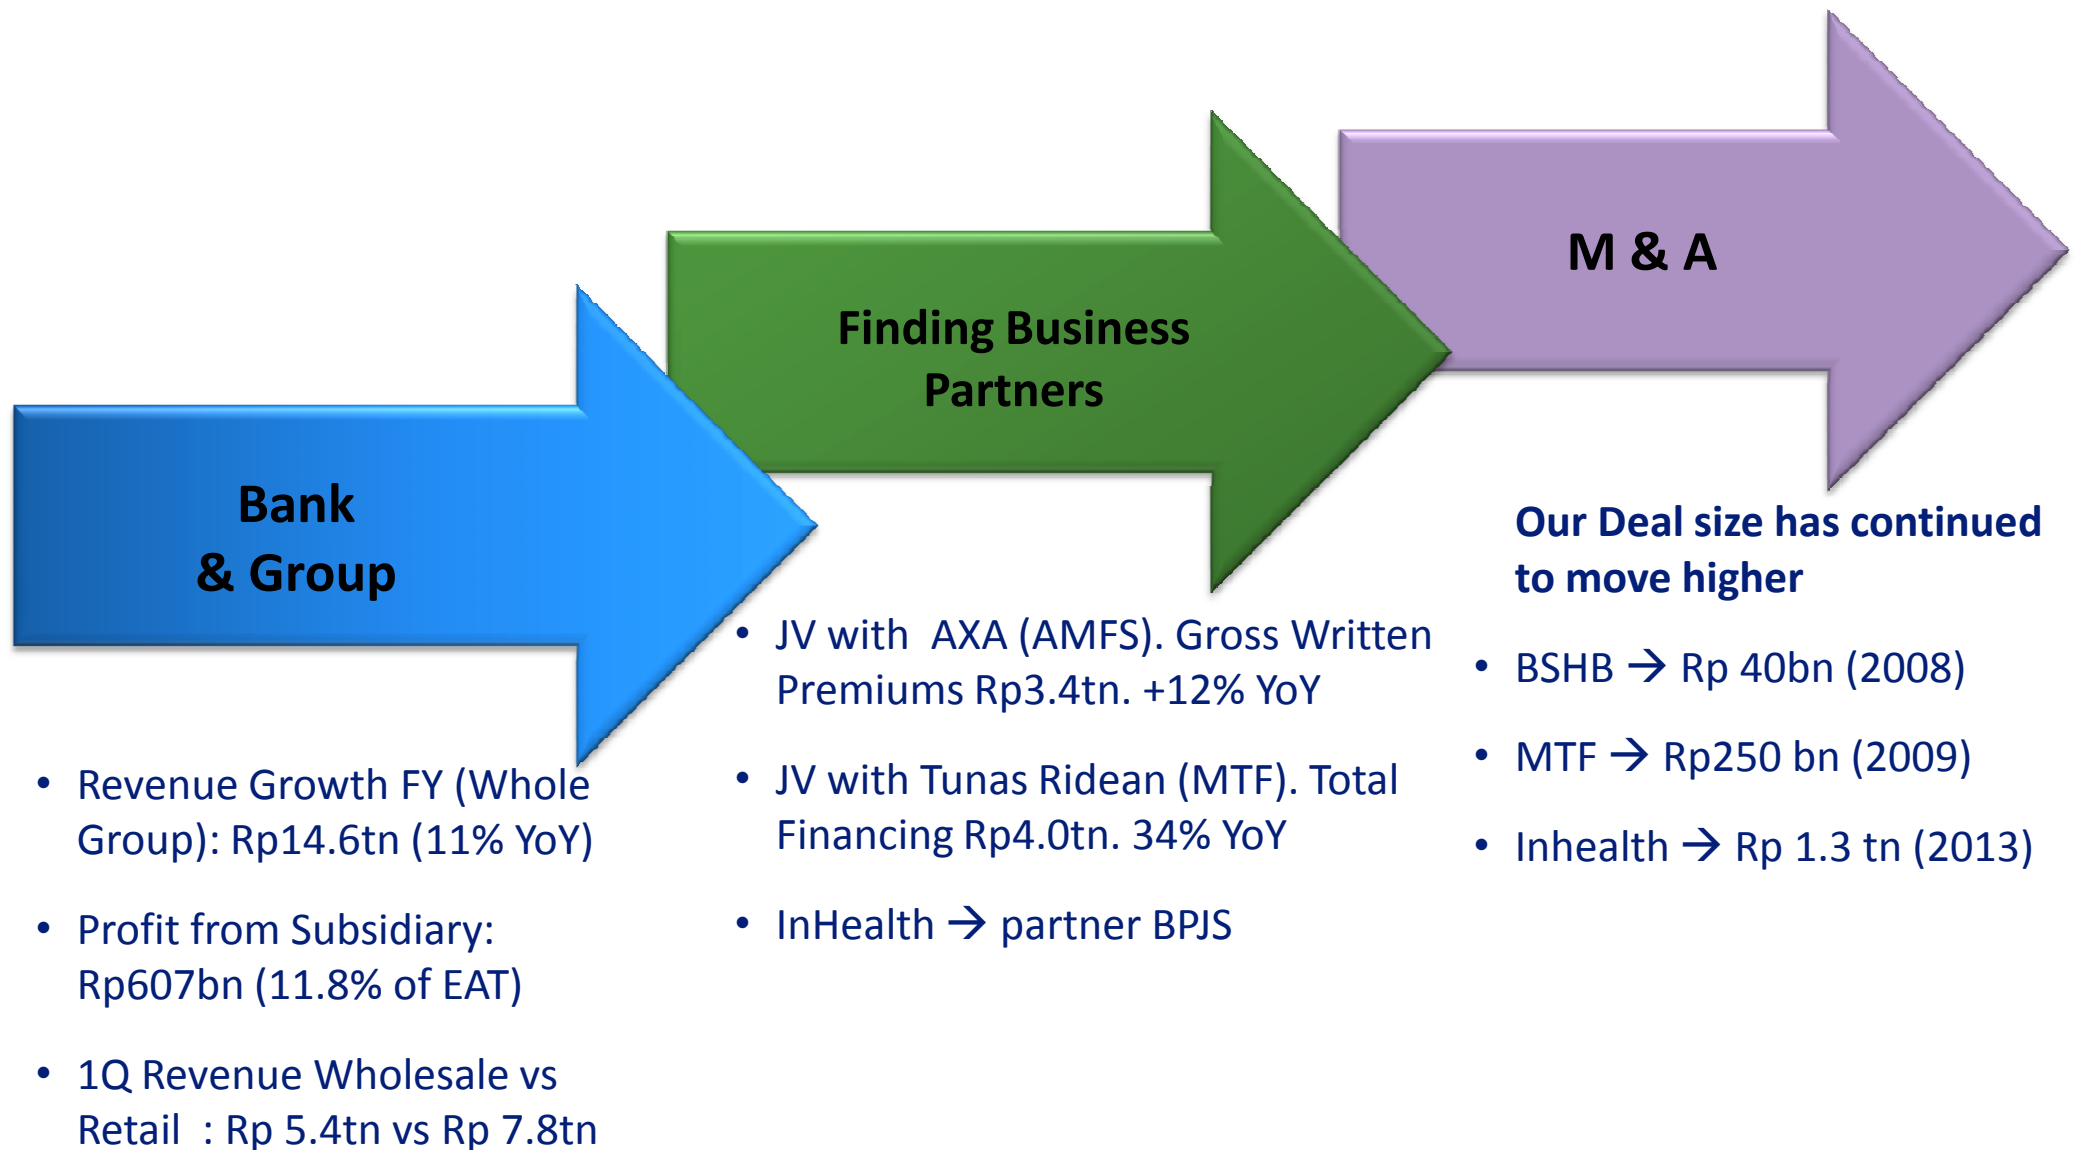 Bank
& Group
• Revenue Growth FY (Whole
Group): Rp14.6tn (11% YoY)
• Profit from Subsidiary:
Rp607bn (11.8% of EAT)
• 1Q Revenue Wholesale vs
Retail : Rp 5.4tn vs Rp 7.8tn
Finding Business
Partners
• JV with AXA (AMFS). Gross Written
Premiums Rp3.4tn. +12% YoY
• JV with Tunas Ridean (MTF). Total
Financing Rp4.0tn. 34% YoY
• InHealth → partner BPJS
M & A
Our Deal size has continued
to move higher
• BSHB → Rp 40bn (2008)
• MTF → Rp250 bn (2009)
• Inhealth → Rp 1.3 tn (2013)